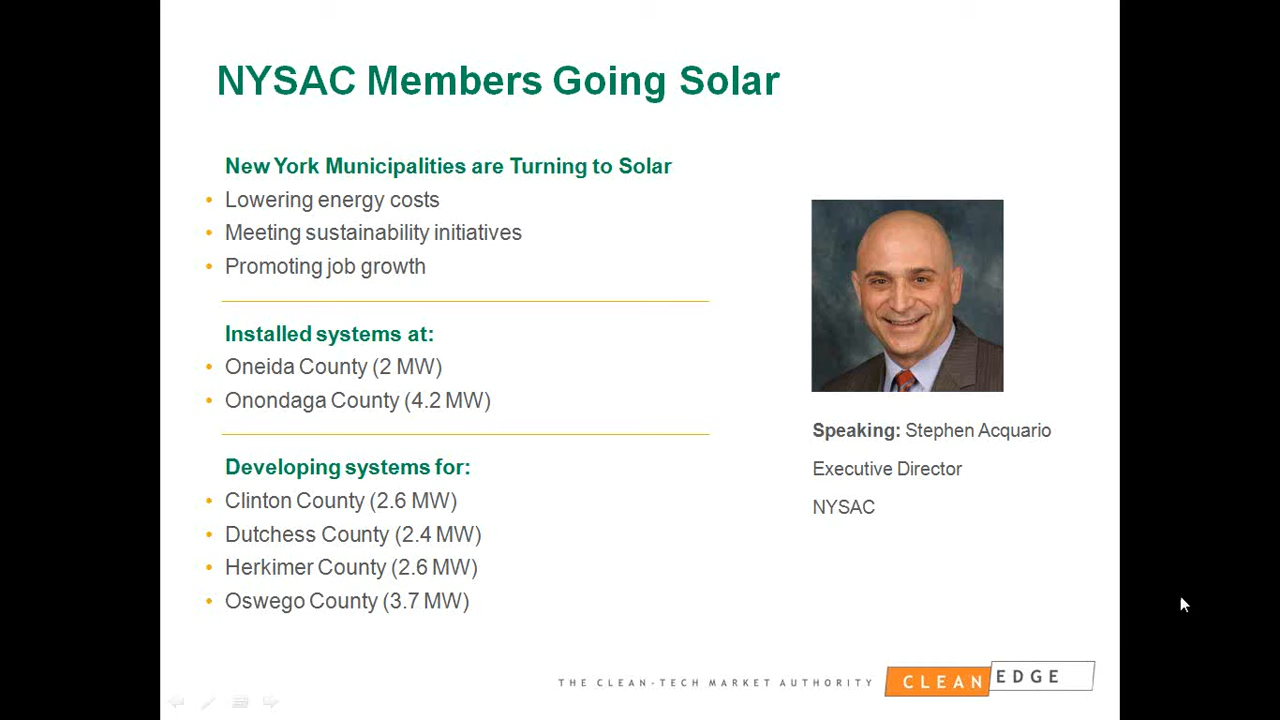 NYSAC Members Going Solar
New York Municipalities are Turning to Solar
• Lowering energy costs
• Meeting sustainability initiatives
• Promoting job growth
Installed systems at:
• Oneida County (2 MW)
• Onondaga County (4.2 MW)
Developing systems for:
• Clinton County (2.6 MW)
• Dutchess County (2.4 MW)
• Herkimer County (2.6 MW)
• Oswego County (3.7 MW)
Speaking: Stephen Acquario
Executive Director
NYSAC
THE CLEAN-TECH MARKET AUTHORITY
CLEAN EDGE